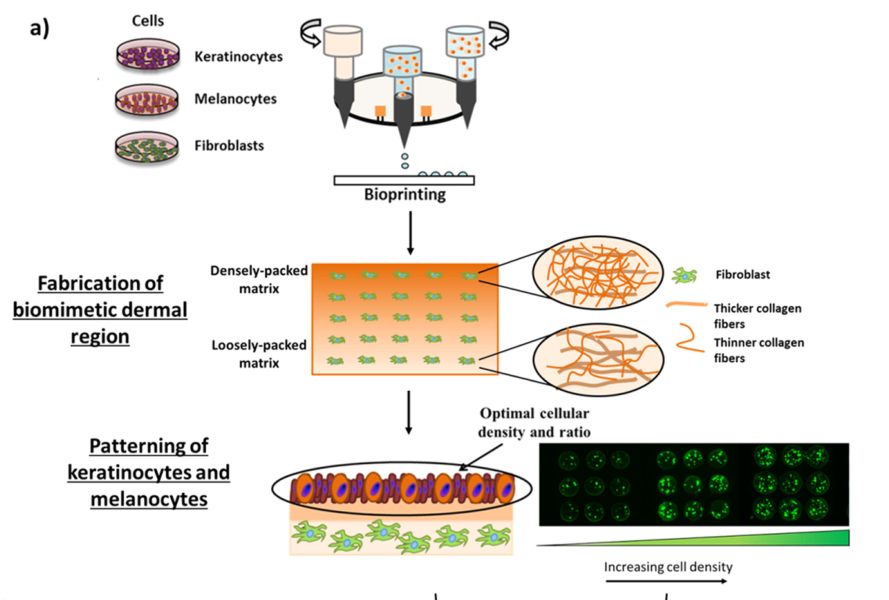 a)
Cells
Keratinocytes
Melanocytes
Fibroblasts
Bioprinting
Fabrication of
biomimetic dermal
region
Densely-packed
matrix
Loosely-packed
matrix
Fibroblast
Thicker collagen
fibers
Thinner collagen
fibers
Patterning of
keratinocytes and
melanocytes
Optimal cellular
density and ratio
Increasing cell density